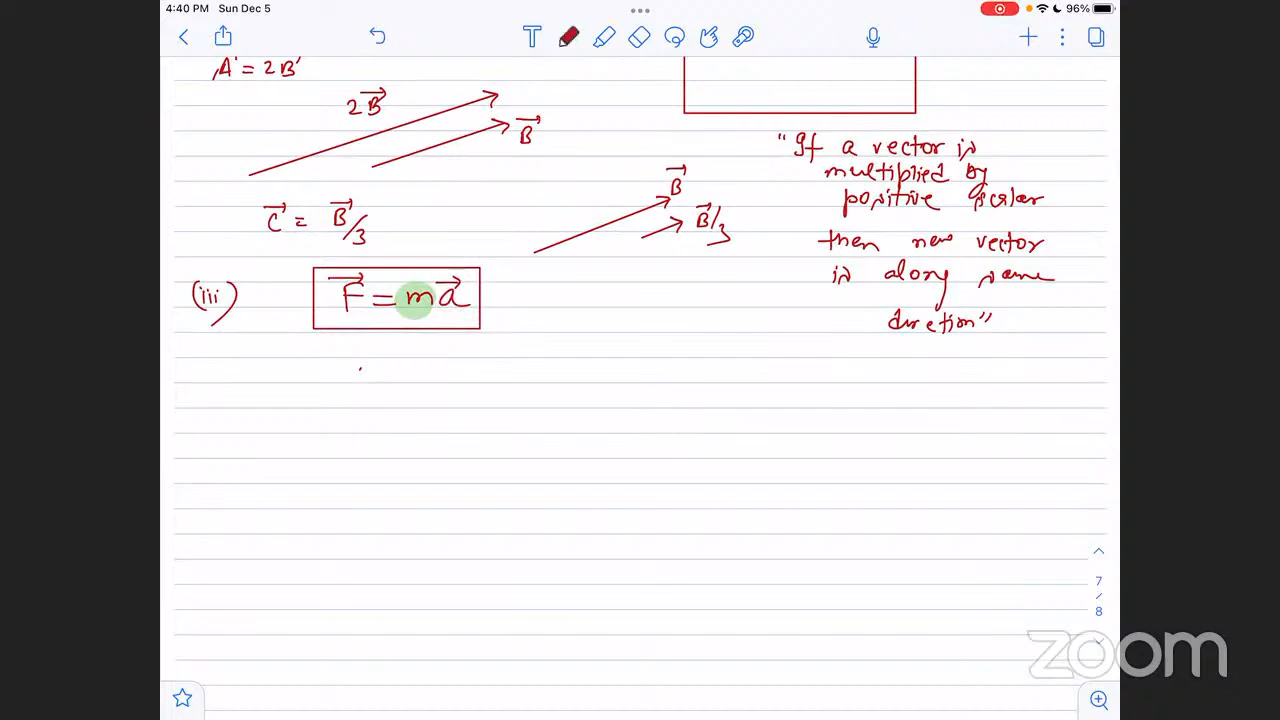 4:40 PM Sun Dec 5
96%
A = 2B
2B
B
C = B/3
B
B/3
(iii) F = ma
"If a vector is
multiplied by
positive scalar
then new vector
is along same
direction"
7
/
8
zoom